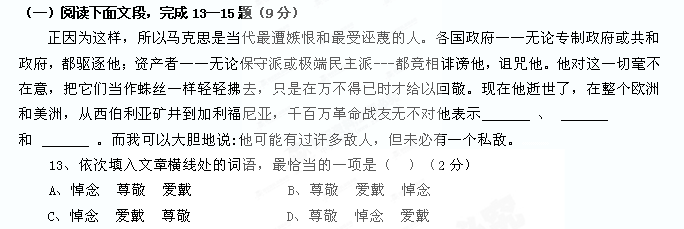 （一）阅读下面文段，完成 13—15 题（9 分）
正因为这样，所以马克思是当代最遭嫉恨和最受诬蔑的人。各国政府——无论专制政府或共和
政府，都驱逐他；资产者——无论保守派或极端民主派---都竞相诽谤他，诅咒他。他对这一切毫不
在意，把它们当作蛛丝一样轻轻拂去，只是在万不得已时才给以回敬。现在他逝世了，在整个欧洲
和美洲，从西伯利亚矿井到加利福尼亚，千百万革命战友无不对他表示______ 、 ______
和 ______ 。而我可以大胆地说:他可能有过许多敌人，但未必有一个私敌。
13、依次填入文章横线处的词语，最恰当的一项是（ ）（2 分）
A、悼念 尊敬 爱戴 B、尊敬 爱戴 悼念
C、悼念 爱戴 尊敬 D、尊敬 悼念 爱戴